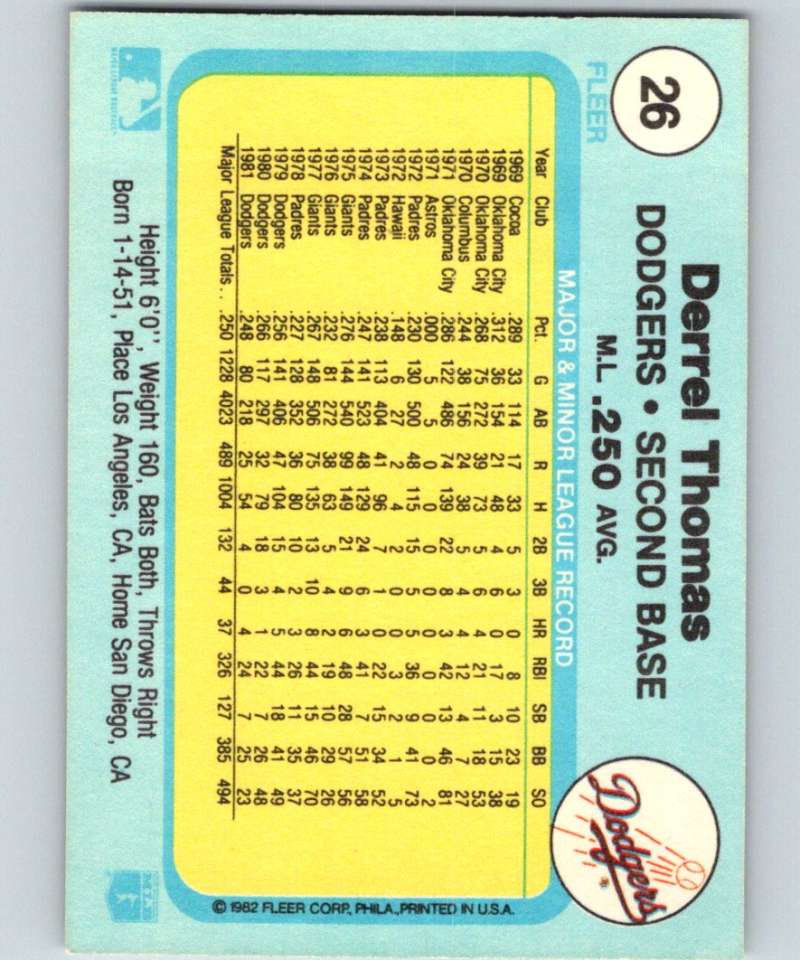 26
FLEER
Derrel Thomas
DODGERS • SECOND BASE
M.L. .250 AVG.
Dodgers
MAJOR & MINOR LEAGUE RECORD
Year Club Pct. G AB R H 2B 3B HR RBI SB BB SO
1969 Cocoa .289 33 114 17 33 5 3 0 8 10 23 19
1969 Oklahoma City .312 36 154 21 48 4 6 0 17 3 15 38
1970 Oklahoma City .268 75 272 39 73 5 6 4 21 11 18 53
1970 Columbus .244 38 156 24 38 5 4 4 12 4 7 27
1971 Oklahoma City .286 122 486 74 139 22 8 3 42 13 46 81
1971 Astros .000 5 5 0 0 0 0 0 0 0 0 2
1972 Padres .230 130 500 48 115 15 5 5 36 9 41 73
1972 Hawaii .148 6 27 2 4 2 0 0 3 2 1 5
1973 Padres .238 113 404 41 96 7 1 0 22 15 34 52
1974 Padres .247 141 523 48 129 24 6 3 41 7 51 58
1975 Giants .276 144 540 99 149 21 9 6 48 28 57 56
1976 Giants .232 81 272 38 63 5 4 2 19 10 29 26
1977 Giants .267 148 506 75 135 13 10 8 44 15 46 70
1978 Padres .227 128 352 36 80 10 2 3 26 11 35 37
1979 Dodgers .256 141 406 47 104 15 4 5 44 18 41 49
1980 Dodgers .266 117 297 32 79 18 3 1 22 7 26 48
1981 Dodgers .248 80 218 25 54 4 0 4 24 7 25 23
Major League Totals . . .250 1228 4023 489 1004 132 44 37 326 127 385 494
© 1982 FLEER CORP., PHILA., PRINTED IN U.S.A.
Height 6'0'', Weight 160, Bats Both, Throws Right
Born 1-14-51, Place Los Angeles, CA, Home San Diego, CA